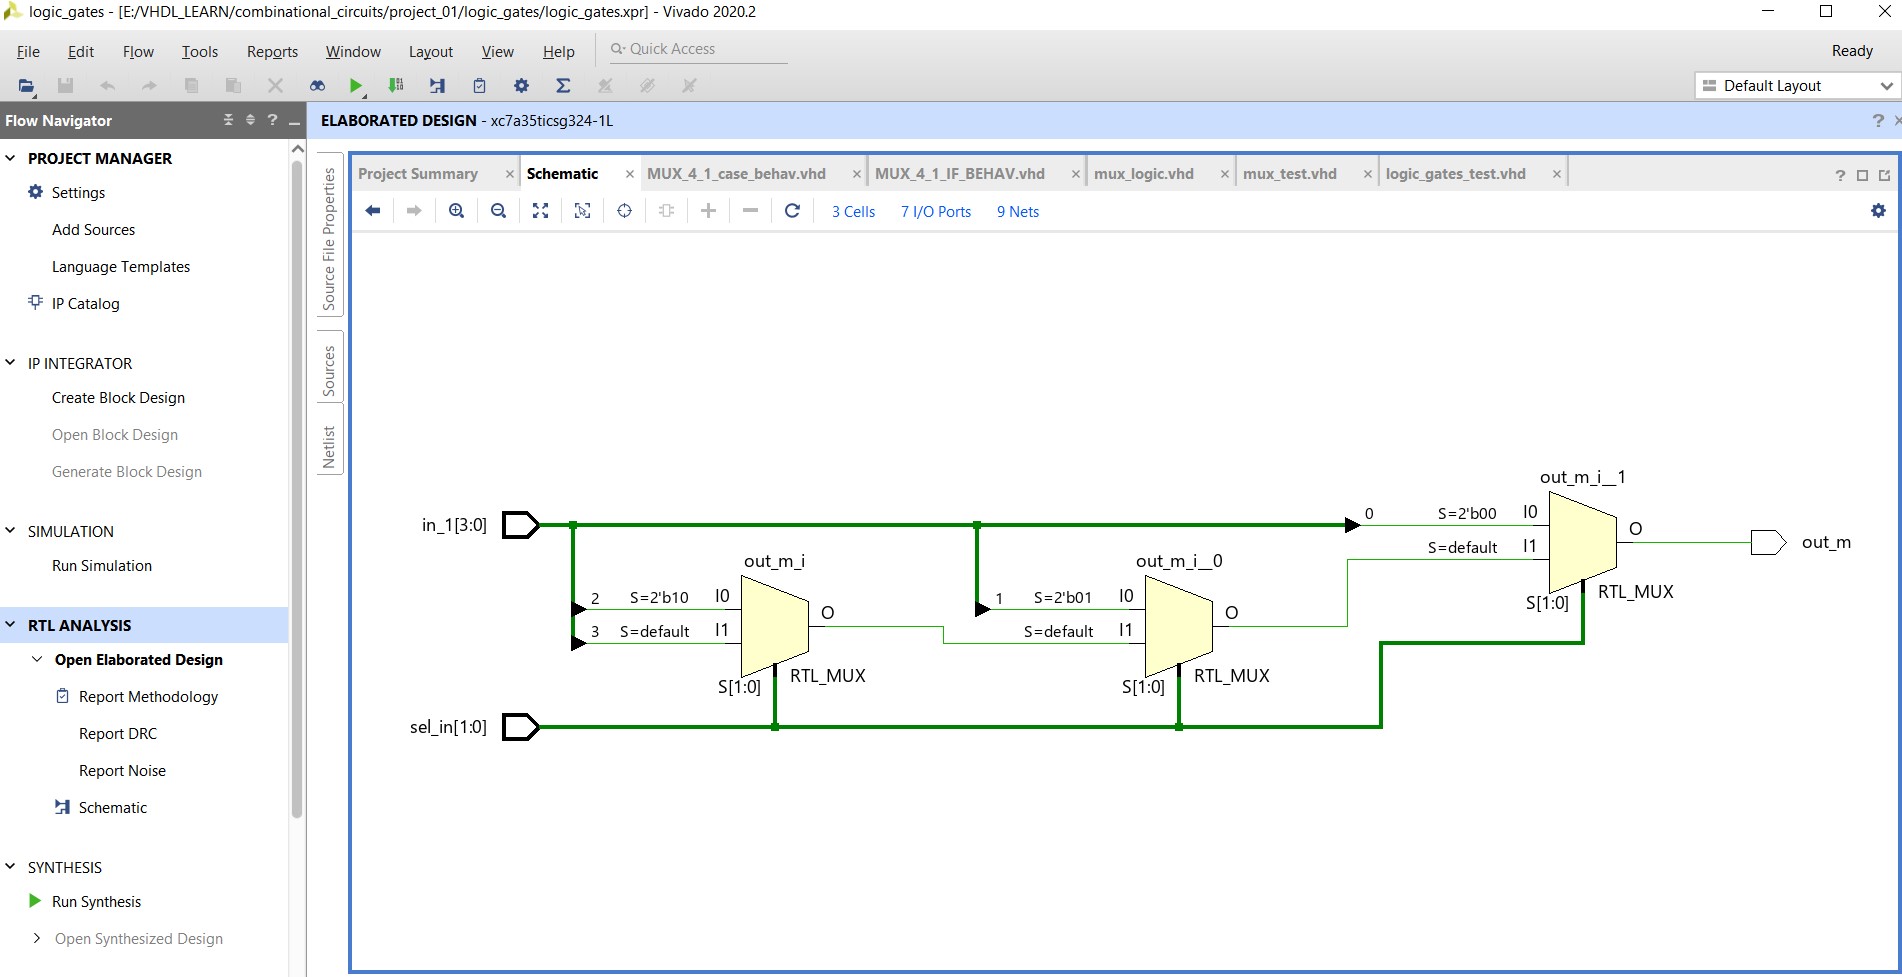 logic_gates - [E:/VHDL_LEARN/combinational_circuits/project_01/logic_gates/logic_gates.xpr] - Vivado 2020.2
File Edit Flow Tools Reports Window Layout View Help Quick Access Ready
Default Layout
Flow Navigator ? _
ELABORATED DESIGN - xc7a35ticsg324-1L ?
PROJECT MANAGER
Settings
Add Sources
Language Templates
IP Catalog
IP INTEGRATOR
Create Block Design
Open Block Design
Generate Block Design
SIMULATION
Run Simulation
RTL ANALYSIS
Open Elaborated Design
Report Methodology
Report DRC
Report Noise
Schematic
SYNTHESIS
Run Synthesis
Open Synthesized Design
Source File Properties
Sources
Netlist
Project Summary × Schematic × MUX_4_1_case_behav.vhd × MUX_4_1_IF_BEHAV.vhd × mux_logic.vhd × mux_test.vhd × logic_gates_test.vhd × ?
3 Cells 7 I/O Ports 9 Nets
out_m_i__1
in_1[3:0] 0 S=2'b00 I0
O
S=default I1
out_m
RTL_MUX
S[1:0]
out_m_i
2 S=2'b10 I0
O
3 S=default I1
RTL_MUX
S[1:0]
out_m_i__0
1 S=2'b01 I0
O
S=default I1
RTL_MUX
S[1:0]
sel_in[1:0]